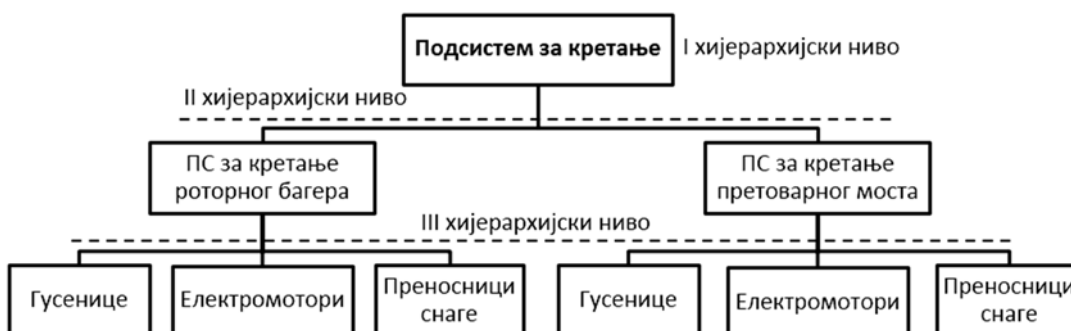 Подсистем за кретање
I хијерархијски ниво
II хијерархијски ниво
ПС за кретање
роторног багера
ПС за кретање
претоварног моста
III хијерархијски ниво
Гусенице
Електромотори
Преносници
снаге
Гусенице
Електромотори
Преносници
снаге